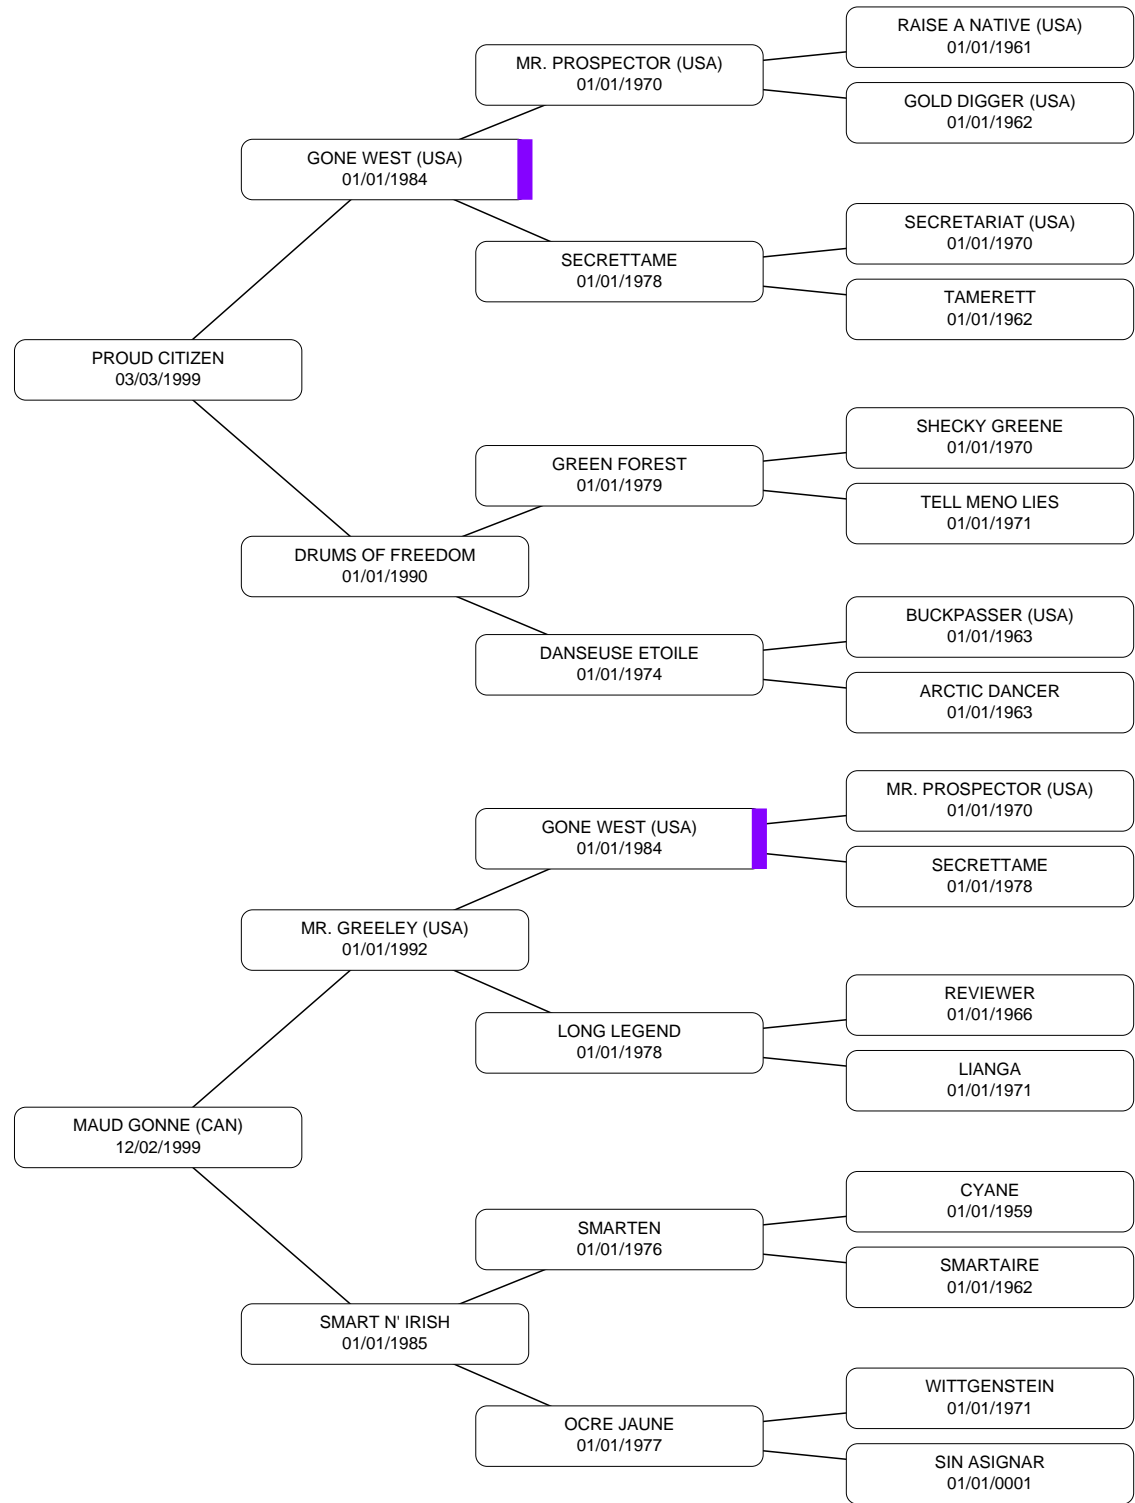 RAISE A NATIVE (USA)
01/01/1961
MR. PROSPECTOR (USA)
01/01/1970
GOLD DIGGER (USA)
01/01/1962
GONE WEST (USA)
01/01/1984
SECRETARIAT (USA)
01/01/1970
SECRETTAME
01/01/1978
TAMERETT
01/01/1962
PROUD CITIZEN
03/03/1999
SHECKY GREENE
01/01/1970
GREEN FOREST
01/01/1979
TELL MENO LIES
01/01/1971
DRUMS OF FREEDOM
01/01/1990
BUCKPASSER (USA)
01/01/1963
DANSEUSE ETOILE
01/01/1974
ARCTIC DANCER
01/01/1963
MR. PROSPECTOR (USA)
01/01/1970
GONE WEST (USA)
01/01/1984
SECRETTAME
01/01/1978
MR. GREELEY (USA)
01/01/1992
REVIEWER
01/01/1966
LONG LEGEND
01/01/1978
LIANGA
01/01/1971
MAUD GONNE (CAN)
12/02/1999
CYANE
01/01/1959
SMARTEN
01/01/1976
SMARTAIRE
01/01/1962
SMART N' IRISH
01/01/1985
WITTGENSTEIN
01/01/1971
OCRE JAUNE
01/01/1977
SIN ASIGNAR
01/01/0001